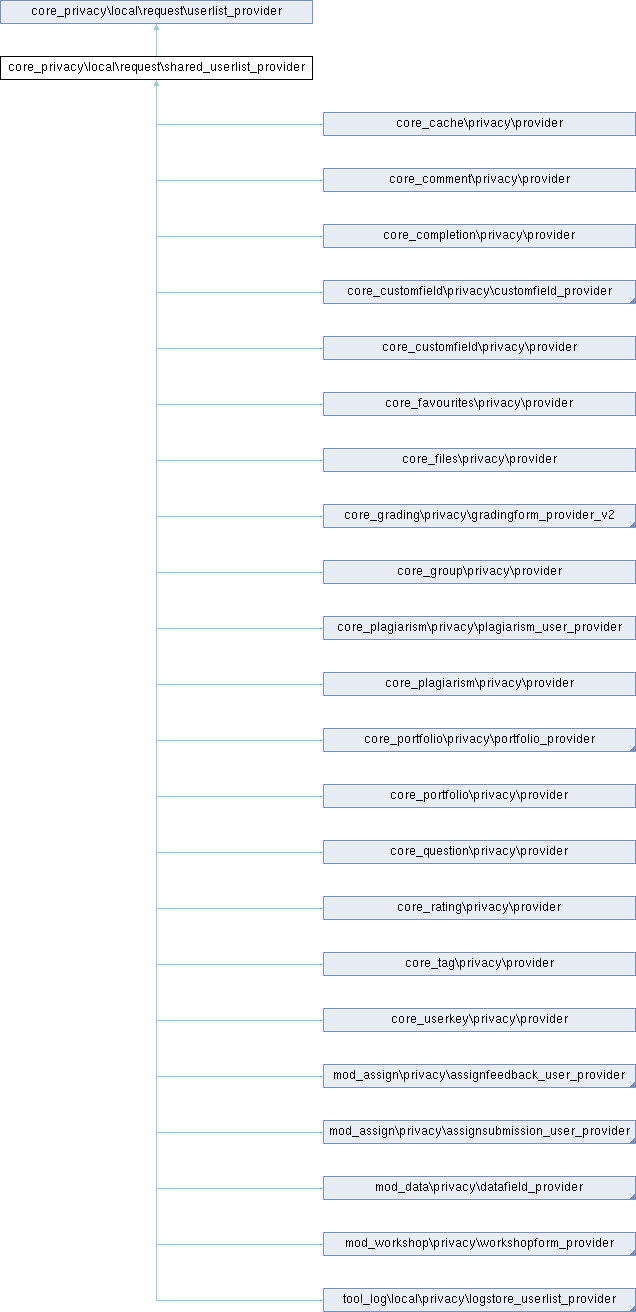 core_privacy\local\request\userlist_provider
core_privacy\local\request\shared_userlist_provider
core_cache\privacy\provider
core_comment\privacy\provider
core_completion\privacy\provider
core_customfield\privacy\customfield_provider
core_customfield\privacy\provider
core_favourites\privacy\provider
core_files\privacy\provider
core_grading\privacy\gradingform_provider_v2
core_group\privacy\provider
core_plagiarism\privacy\plagiarism_user_provider
core_plagiarism\privacy\provider
core_portfolio\privacy\portfolio_provider
core_portfolio\privacy\provider
core_question\privacy\provider
core_rating\privacy\provider
core_tag\privacy\provider
core_userkey\privacy\provider
mod_assign\privacy\assignfeedback_user_provider
mod_assign\privacy\assignsubmission_user_provider
mod_data\privacy\datafield_provider
mod_workshop\privacy\workshopform_provider
tool_log\local\privacy\logstore_userlist_provider